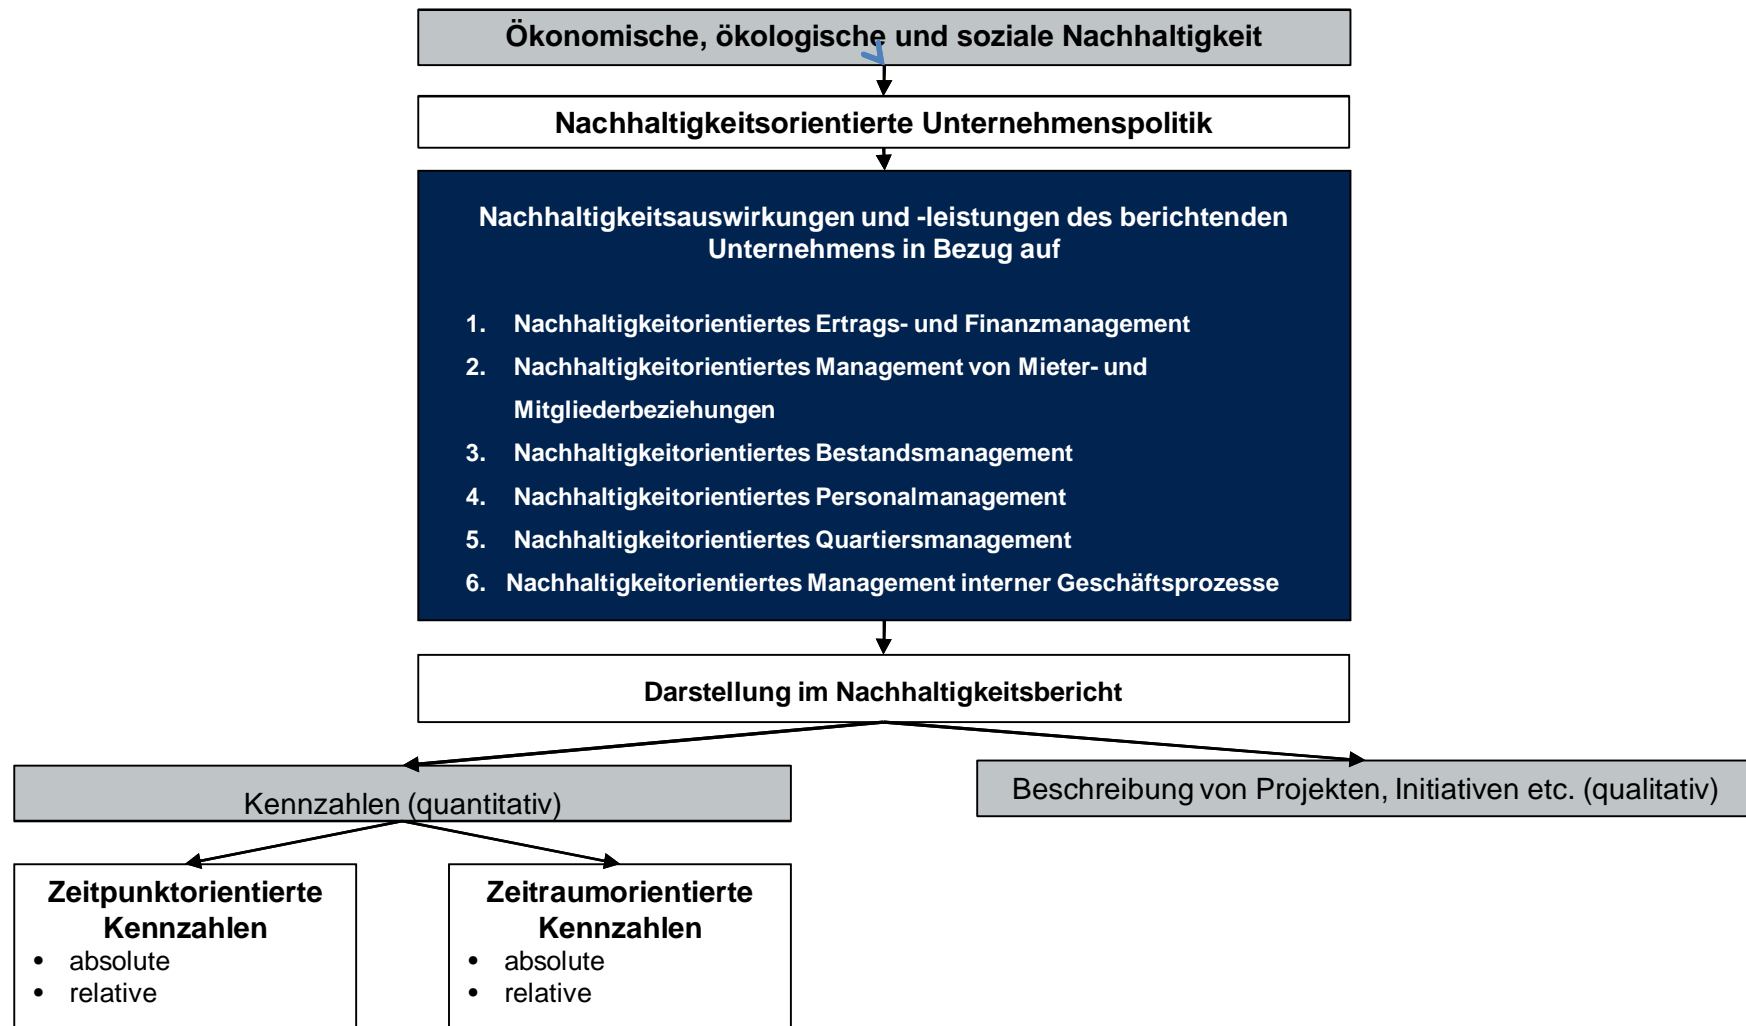 Ökonomische, ökologische und soziale Nachhaltigkeit
Nachhaltigkeitsorientierte Unternehmenspolitik
Nachhaltigkeitsauswirkungen und -leistungen des berichtenden
Unternehmens in Bezug auf
1. Nachhaltigkeitorientiertes Ertrags- und Finanzmanagement
2. Nachhaltigkeitorientiertes Management von Mieter- und
Mitgliederbeziehungen
3. Nachhaltigkeitorientiertes Bestandsmanagement
4. Nachhaltigkeitorientiertes Personalmanagement
5. Nachhaltigkeitorientiertes Quartiersmanagement
6. Nachhaltigkeitorientiertes Management interner Geschäftsprozesse
Darstellung im Nachhaltigkeitsbericht
Kennzahlen (quantitativ)
Beschreibung von Projekten, Initiativen etc. (qualitativ)
Zeitpunktorientierte
Kennzahlen
• absolute
• relative
Zeitraumorientierte
Kennzahlen
• absolute
• relative